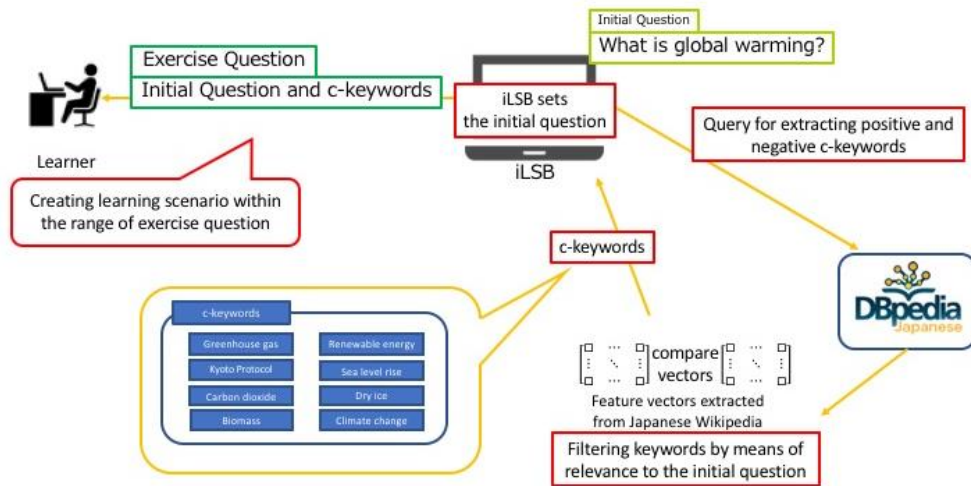 Initial Question
What is global warming?
Exercise Question
Initial Question and c-keywords
iLSB sets
the initial question
iLSB
Query for extracting positive and
negative c-keywords
Learner
Creating learning scenario within
the range of exercise question
c-keywords
DBpedia
Japanese
c-keywords
Greenhouse gas
Renewable energy
Kyoto Protocol
Sea level rise
Carbon dioxide
Dry ice
Biomass
Climate change
compare
vectors
Feature vectors extracted
from Japanese Wikipedia
Filtering keywords by means of
relevance to the initial question